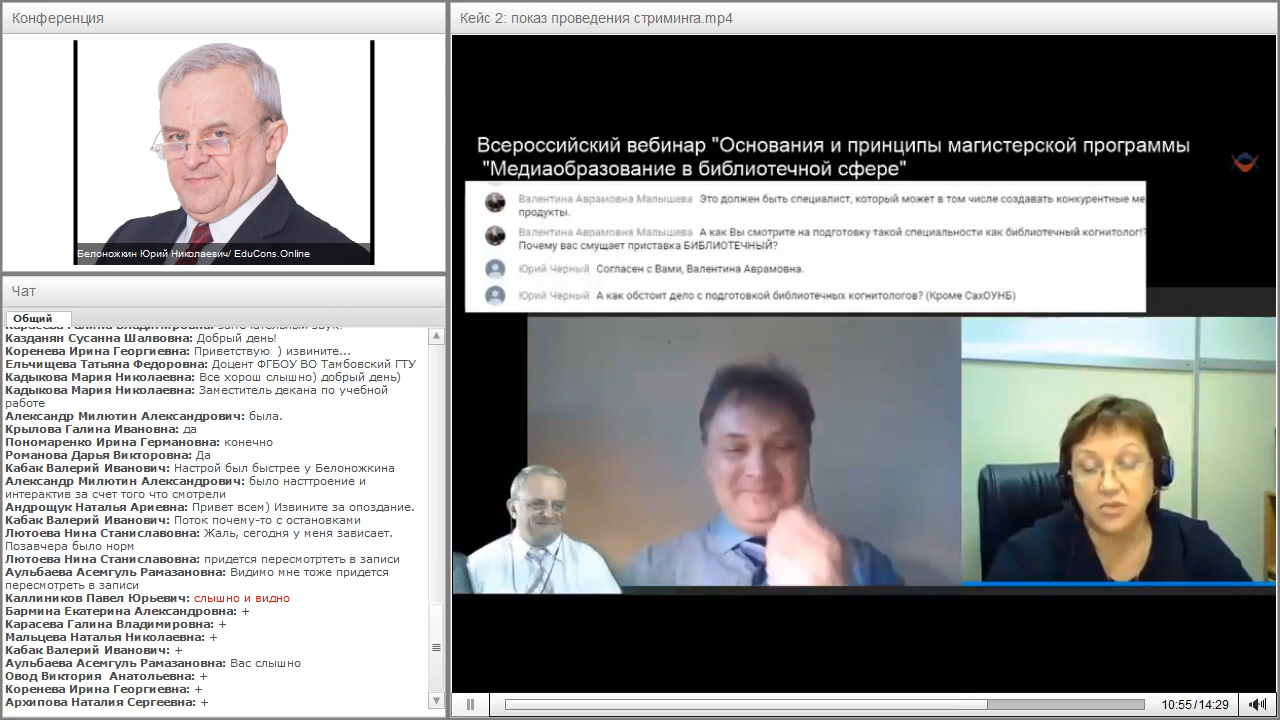 Конференция
Белоножкин Юрий Николаевич/ EduCons.Online
Чат
Общий
Карасева Галина Владимировна: замечательный звук!
Казданян Сусанна Шалвовна: Добрый день!
Коренева Ирина Георгиевна: Приветствую  ) извините...
Ельчищева Татьяна Федоровна: Доцент ФГБОУ ВО Тамбовский ГТУ
Кадыкова Мария Николаевна: Все хорош слышно) добрый день)
Кадыкова Мария Николаевна: Заместитель декана по учебной
работе
Александр Милютин Александрович: была.
Крылова Галина Ивановна: да
Пономаренко Ирина Германовна: конечно
Романова Дарья Викторовна: Да
Кабак Валерий Иванович: Настрой был быстрее у Белоножкина
Александр Милютин Александрович: было насттроение и
интерактив за счет того что смотрели
Андрощук Наталья Ариевна: Привет всем) Извините за опоздание.
Кабак Валерий Иванович: Поток почему-то с остановками
Лютоева Нина Станиславовна: Жаль, сегодня у меня зависает.
Позавчера было норм
Лютоева Нина Станиславовна: придется пересмотртеть в записи
Аульбаева Асемгуль Рамазановна: Видимо мне тоже придется
пересмотреть в записи
Каллиников Павел Юрьевич: слышно и видно
Бармина Екатерина Александровна: +
Карасева Галина Владимировна: +
Мальцева Наталья Николаевна: +
Кабак Валерий Иванович: +
Аульбаева Асемгуль Рамазановна: Вас слышно
Овод Виктория  Анатольевна: +
Коренева Ирина Георгиевна: +
Архипова Наталия Сергеевна: +
Кейс 2: показ проведения стриминга.mp4
Всероссийский вебинар "Основания и принципы магистерской программы
"Медиаобразование в библиотечной сфере"
Валентина Аврамовна Малышева Это должен быть специалист, который может в том числе создавать конкурентные ме
продукты.
Валентина Аврамовна Малышева А как Вы смотрите на подготовку такой специальности как библиотечный когнитолог!?
Почему вас смущает приставка БИБЛИОТЕЧНЫЙ?
Юрий Черный Согласен с Вами, Валентина Аврамовна.
Юрий Черный А как обстоит дело с подготовкой библиотечных когнитологов? (Кроме СахОУНБ)
10:55/14:29